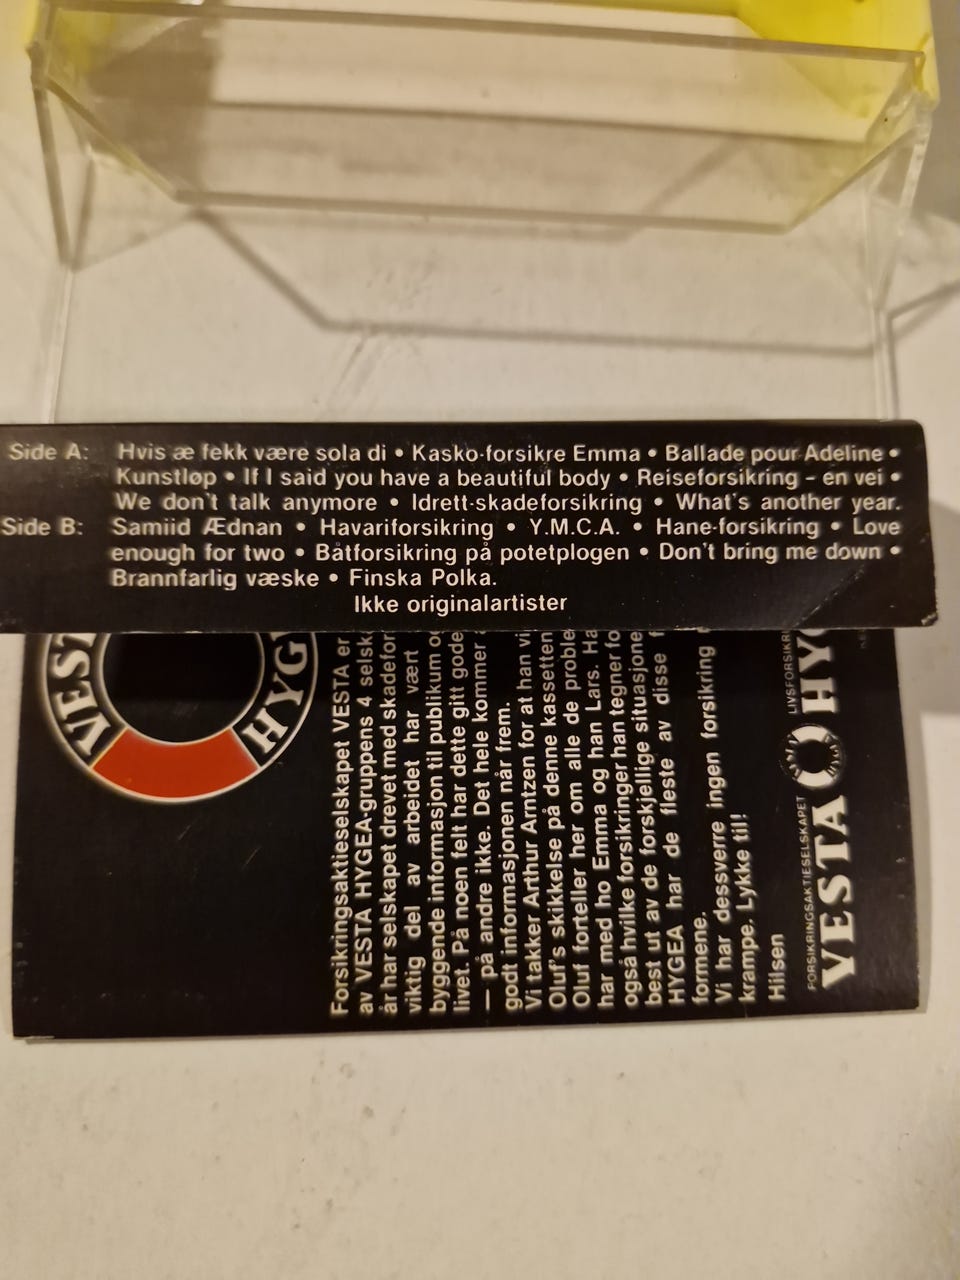 Side A: Hvis æ fekk være sola di • Kasko-forsikre Emma • Ballade pour Adeline •
Kunstløp • If I said you have a beautiful body • Reiseforsikring – en vei •
We don't talk anymore • Idrett-skadeforsikring • What's another year.
Side B: Samiid Ædnan • Havariforsikring • Y.M.C.A. • Hane-forsikring • Love
enough for two • Båtforsikring på potetplogen • Don't bring me down •
Brannfarlig væske • Finska Polka.
Ikke originalartister
VEST
HYG
Forsikringsaktieselskapet VESTA er
av VESTA HYGEA-gruppens 4 selsk
år har selskapet drevet med skadefor
viktig del av arbeidet har vært
byggende informasjon til publikum
livet. På noen felt har dette gitt gode
— på andre ikke. Det hele kommer
godt informasjonen når frem.
Vi takker Arthur Arntzen for at han vi
Oluf's skikkelse på denne kassetten
Oluf forteller her om alle de proble
har med ho Emma og han Lars. Ha
også hvilke forsikringer han tegner fo
best ut av de forskjellige situasjone
HYGEA har de fleste av disse f
formene.
Vi har dessverre ingen forsikring
krampe. Lykke til!
Hilsen
FORSIKRINGSAKTIESELSKAPET LIVSFORSIKRI
VESTA HYG